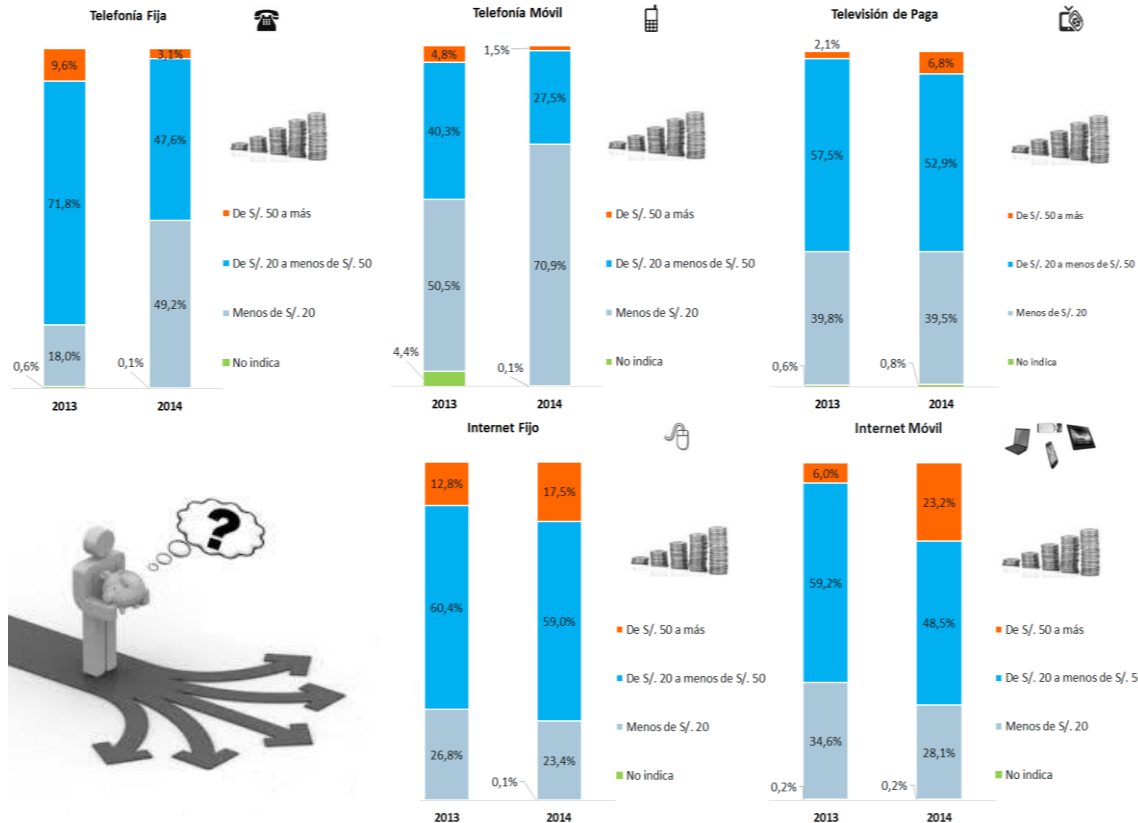 Telefonía Fija
9,6%
71,8%
18,0%
0,6%
3,1%
47,6%
49,2%
0,1%
De S/. 50 a más
De S/. 20 a menos de S/. 50
Menos de S/. 20
No indica
2013
2014
Telefonía Móvil
4,8%
40,3%
50,5%
4,4%
1,5%
27,5%
70,9%
0,1%
De S/. 50 a más
De S/. 20 a menos de S/. 50
Menos de S/. 20
No indica
2013
2014
Televisión de Paga
2,1%
57,5%
39,8%
0,6%
6,8%
52,9%
39,5%
0,8%
De S/. 50 a más
De S/. 20 a menos de S/. 50
Menos de S/. 20
No indica
2013
2014
?
Internet Fijo
12,8%
60,4%
26,8%
17,5%
59,0%
23,4%
0,1%
De S/. 50 a más
De S/. 20 a menos de S/. 50
Menos de S/. 20
No indica
2013
2014
Internet Móvil
6,0%
59,2%
34,6%
0,2%
23,2%
48,5%
28,1%
0,2%
De S/. 50 a más
De S/. 20 a menos de S/. 5
Menos de S/. 20
No indica
2013
2014